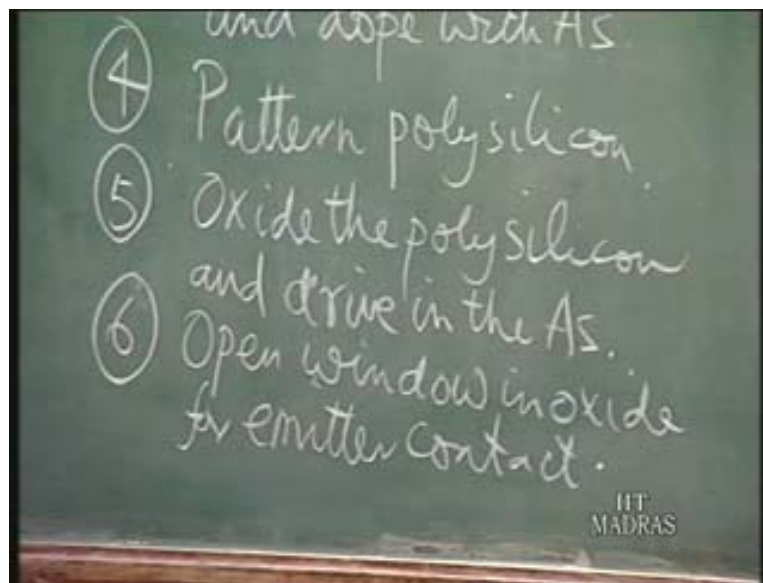 and dope with As.
④ Pattern polysilicon.
⑤ Oxide the polysilicon
and drive in the As.
⑥ Open window in oxide
for emitter contact.
IIT
MADRAS